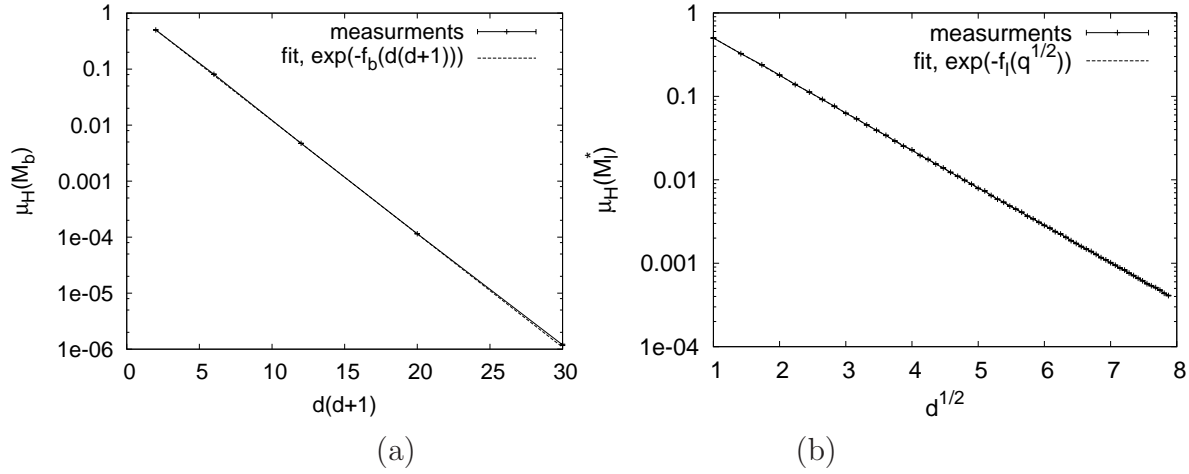 1
0.1
0.01
0.001
1e-04
1e-05
1e-06
0
5
10
15
20
25
30
μ_H(M_b)
d(d+1)
measurments
fit, exp(-f_b(d(d+1)))
(a)
1
0.1
0.01
0.001
1e-04
1
2
3
4
5
6
7
8
μ_H(M_l^*)
d^{1/2}
measurments
fit, exp(-f_l(q^{1/2}))
(b)